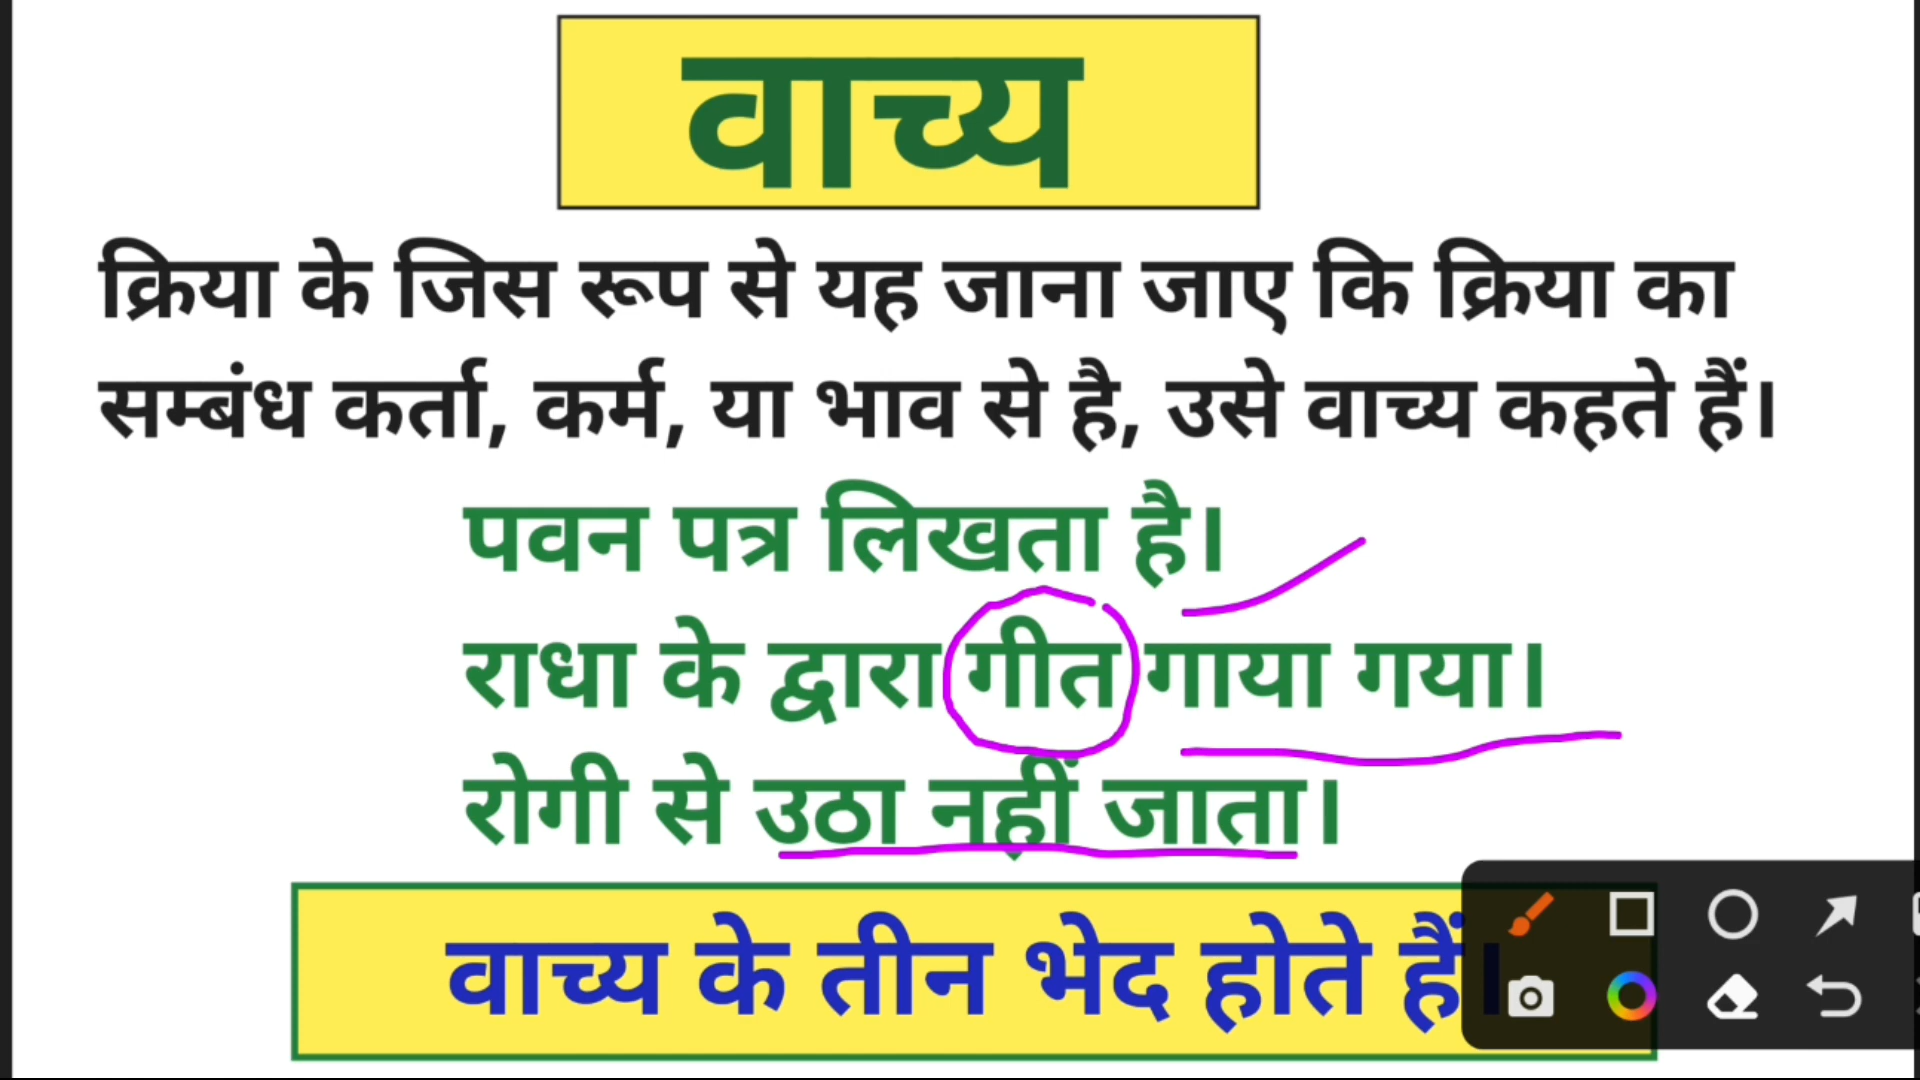 वाच्य
क्रिया के जिस रूप से यह जाना जाए कि क्रिया का
सम्बंध कर्ता, कर्म, या भाव से है, उसे वाच्य कहते हैं।
पवन पत्र लिखता है।
राधा के द्वारा गीत गाया गया।
रोगी से उठा नहीं जाता।
वाच्य के तीन भेद होते हैं।